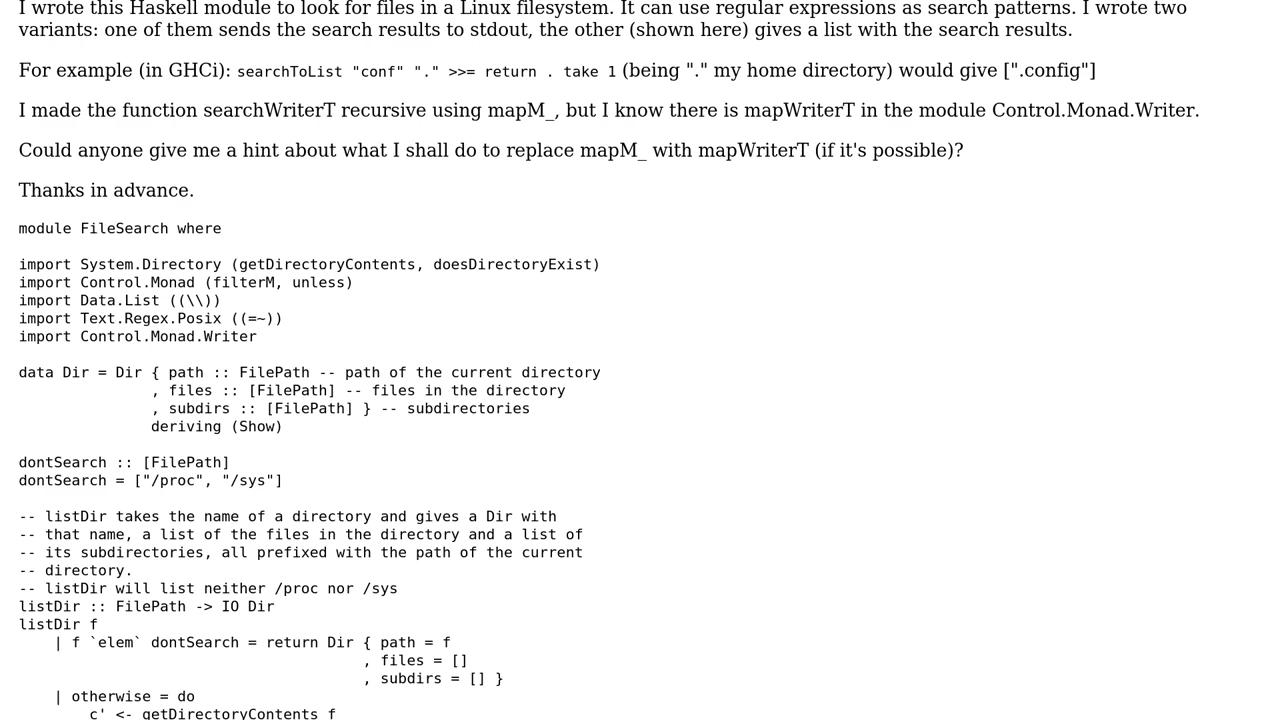 I wrote this Haskell module to look for files in a Linux filesystem. It can use regular expressions as search patterns. I wrote two
variants: one of them sends the search results to stdout, the other (shown here) gives a list with the search results.
For example (in GHCi): searchToList "conf" "." >>= return . take 1 (being "." my home directory) would give [".config"]
I made the function searchWriterT recursive using mapM_, but I know there is mapWriterT in the module Control.Monad.Writer.
Could anyone give me a hint about what I shall do to replace mapM_ with mapWriterT (if it's possible)?
Thanks in advance.
module FileSearch where
import System.Directory (getDirectoryContents, doesDirectoryExist)
import Control.Monad (filterM, unless)
import Data.List ((\\))
import Text.Regex.Posix ((=~))
import Control.Monad.Writer
data Dir = Dir { path :: FilePath -- path of the current directory
               , files :: [FilePath] -- files in the directory
               , subdirs :: [FilePath] } -- subdirectories
               deriving (Show)
dontSearch :: [FilePath]
dontSearch = ["/proc", "/sys"]
-- listDir takes the name of a directory and gives a Dir with
-- that name, a list of the files in the directory and a list of
-- its subdirectories, all prefixed with the path of the current
-- directory.
-- listDir will list neither /proc nor /sys
listDir :: FilePath -> IO Dir
listDir f
    | f `elem` dontSearch = return Dir { path = f
                                       , files = []
                                       , subdirs = [] }
    | otherwise = do
        c' <- getDirectoryContents f